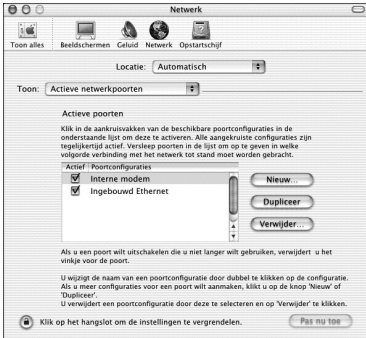 Netwerk
Toon alles Beeldschermen Geluid Netwerk Opstartschijf
Locatie: Automatisch
Toon: Actieve netwerkpoorten
Actieve poorten
Klik in de aankruisvakken van de beschikbare poortconfiguraties in de
onderstaande lijst om deze te activeren. Alle aangekruiste configuraties zijn
tegelijkertijd actief. Versleep poorten in de lijst om op te geven in welke
volgorde verbinding met het netwerk tot stand moet worden gebracht.
Actief Poortconfiguraties
Interne modem
Ingebouwd Ethernet
Nieuw...
Dupliceer
Verwijder...
Als u een poort wilt uitschakelen die u niet langer wilt gebruiken, verwijdert u het
vinkje voor de poort.
U wijzigt de naam van een poortconfiguratie door dubbel te klikken op de configuratie.
Als u meer configuraties voor een poort wilt aanmaken, klikt u op de knop 'Nieuw' of
'Dupliceer'.
U verwijdert een poortconfiguratie door deze te selecteren en op 'Verwijder' te klikken.
Klik op het hangslot om de instellingen te vergrendelen.
Pas nu toe